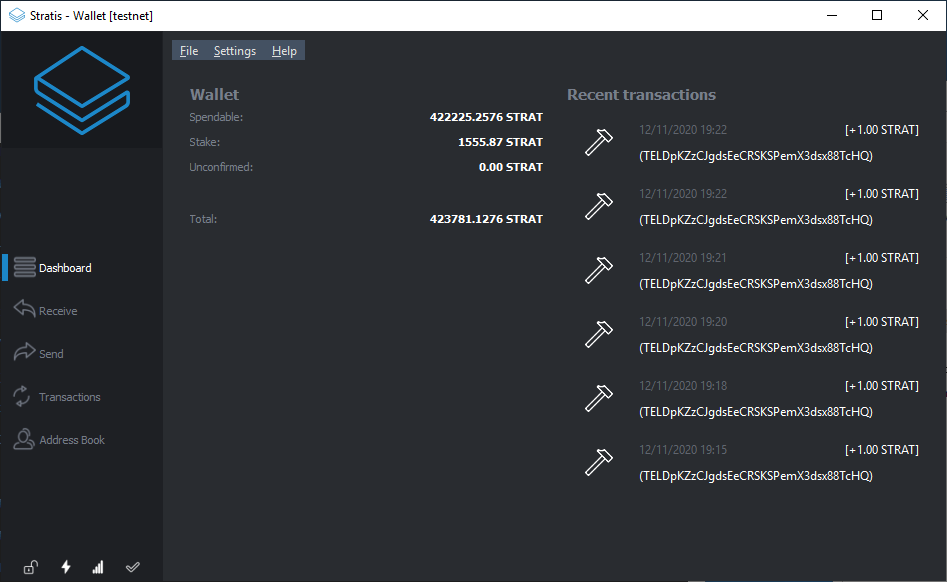 Stratis - Wallet [testnet]
File Settings Help
Wallet
Spendable: 422225.2576 STRAT
Stake: 1555.87 STRAT
Unconfirmed: 0.00 STRAT
Total: 423781.1276 STRAT
Recent transactions
12/11/2020 19:22 [+1.00 STRAT]
(TELDpKZzCJgdsEeCRSKSPemX3dsx88TcHQ)
12/11/2020 19:22 [+1.00 STRAT]
(TELDpKZzCJgdsEeCRSKSPemX3dsx88TcHQ)
12/11/2020 19:21 [+1.00 STRAT]
(TELDpKZzCJgdsEeCRSKSPemX3dsx88TcHQ)
12/11/2020 19:20 [+1.00 STRAT]
(TELDpKZzCJgdsEeCRSKSPemX3dsx88TcHQ)
12/11/2020 19:18 [+1.00 STRAT]
(TELDpKZzCJgdsEeCRSKSPemX3dsx88TcHQ)
12/11/2020 19:15 [+1.00 STRAT]
(TELDpKZzCJgdsEeCRSKSPemX3dsx88TcHQ)
Dashboard
Receive
Send
Transactions
Address Book